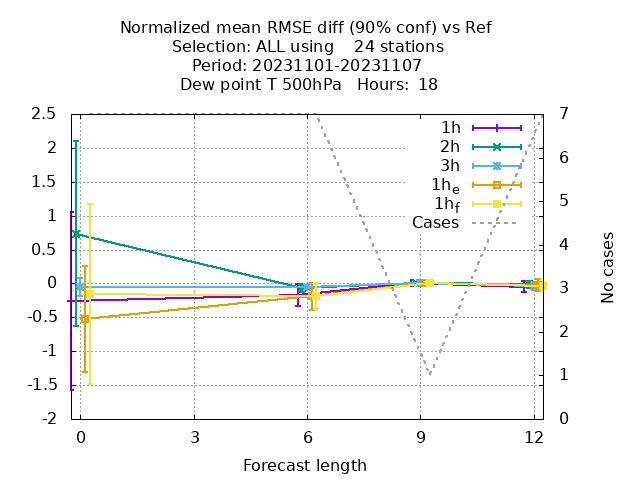 Normalized mean RMSE diff (90% conf) vs Ref
Selection: ALL using    24 stations
Period: 20231101-20231107
Dew point T 500hPa   Hours:  18
2.5
2
1.5
1
0.5
0
-0.5
-1
-1.5
-2
1h
2h
3h
1he
1hf
Cases
7
6
5
4
3
2
1
0
No cases
0 3 6 9 12
Forecast length